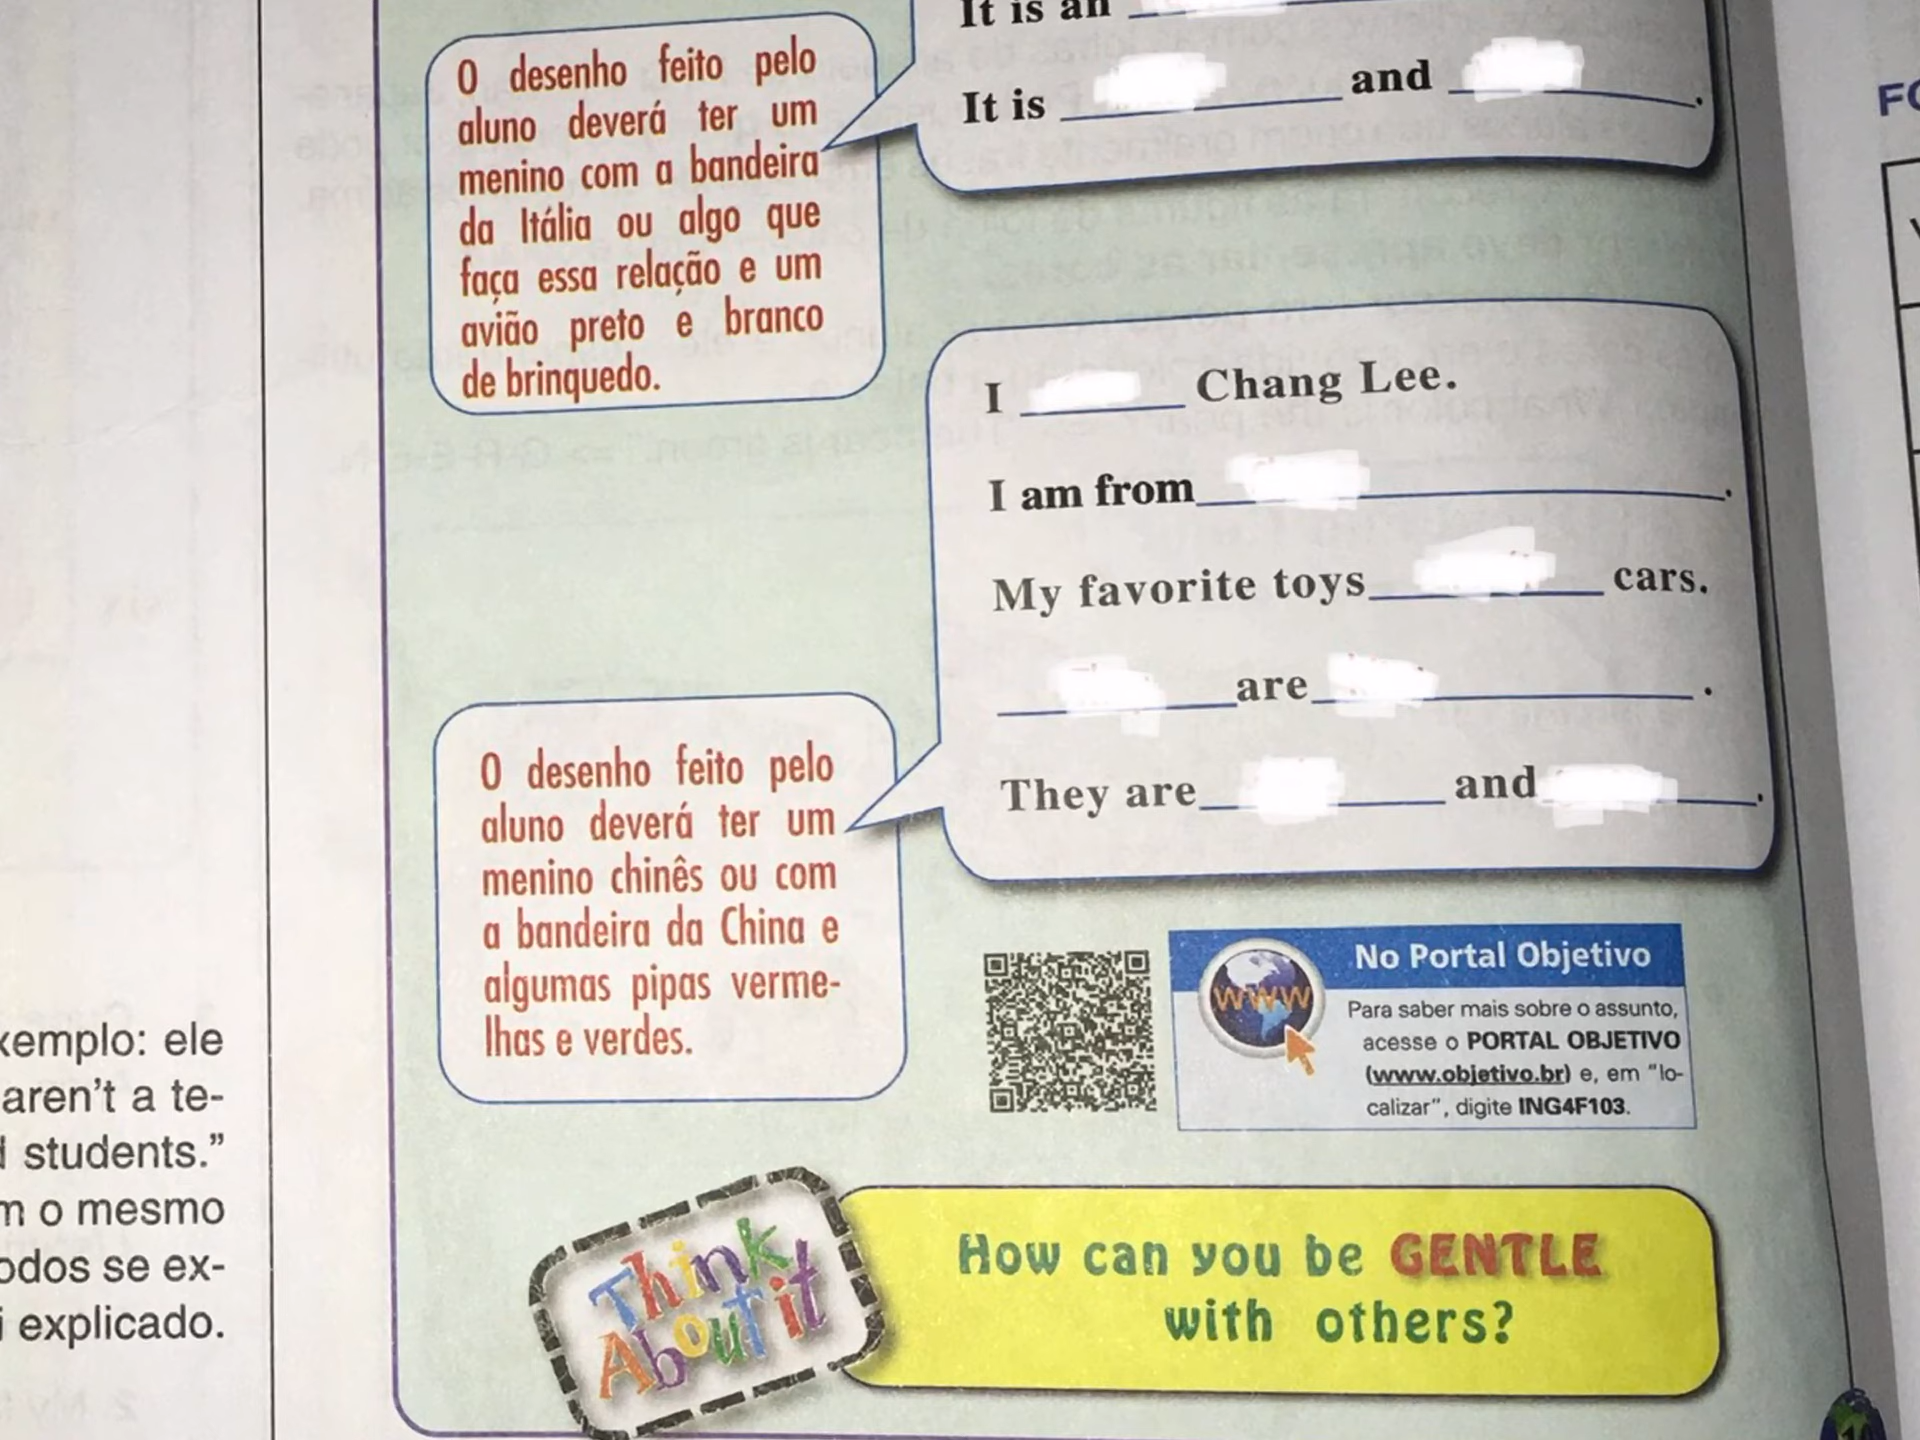 It is an
It is and .
O desenho feito pelo
aluno deverá ter um
menino com a bandeira
da Itália ou algo que
faça essa relação e um
avião preto e branco
de brinquedo.
I Chang Lee.
I am from .
My favorite toys cars.
are .
They are and .
O desenho feito pelo
aluno deverá ter um
menino chinês ou com
a bandeira da China e
algumas pipas verme-
lhas e verdes.
www
No Portal Objetivo
Para saber mais sobre o assunto,
acesse o PORTAL OBJETIVO
(www.objetivo.br) e, em "lo-
calizar", digite ING4F103.
Think
About it
How can you be GENTLE
with others?
xemplo: ele
aren't a te-
students."
m o mesmo
odos se ex-
i explicado.